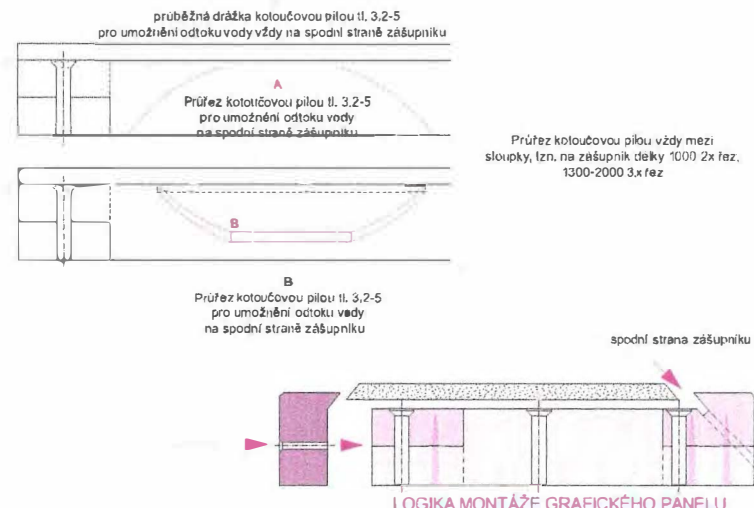 průběžná drážka kotoučovou pilou tl. 3,2-5
pro umožnění odtoku vody vždy na spodní straně zášupníku
A
Průřez kotoučovou pilou tl. 3,2-5
pro umožnění odtoku vody
na spodní straně zášupníku
Průřez kotoučovou pilou vždy mezi
sloupky, tzn. na zášupník délky 1000 2x řez,
1300-2000 3x řez
B
B
Průřez kotoučovou pilou tl. 3,2-5
pro umožnění odtoku vody
na spodní straně zášupníku
spodní strana zášupníku
LOGIKA MONTÁŽE GRAFICKÉHO PANELU